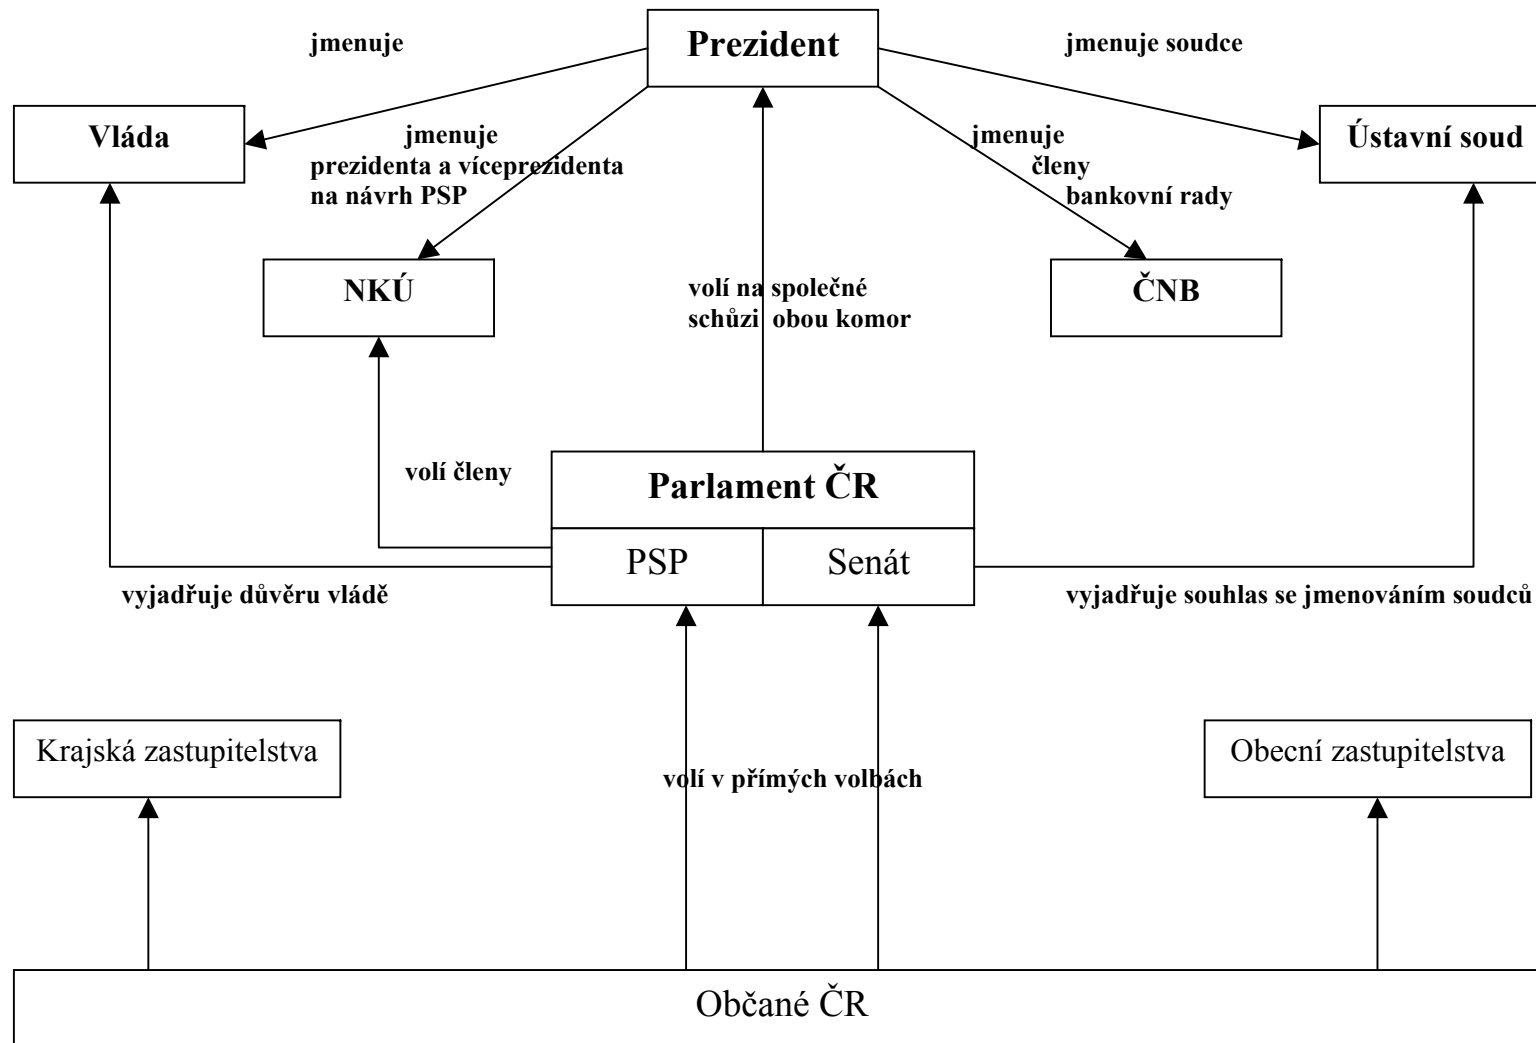 jmenuje
Prezident
jmenuje soudce
Vláda
jmenuje
prezidenta a víceprezidenta
na návrh PSP
jmenuje
členy
bankovní rady
Ústavní soud
NKÚ
volí na společné
schůzi obou komor
ČNB
volí členy
Parlament ČR
PSP
Senát
vyjadřuje důvěru vládě
vyjadřuje souhlas se jmenováním soudců
Krajská zastupitelstva
volí v přímých volbách
Obecní zastupitelstva
Občané ČR